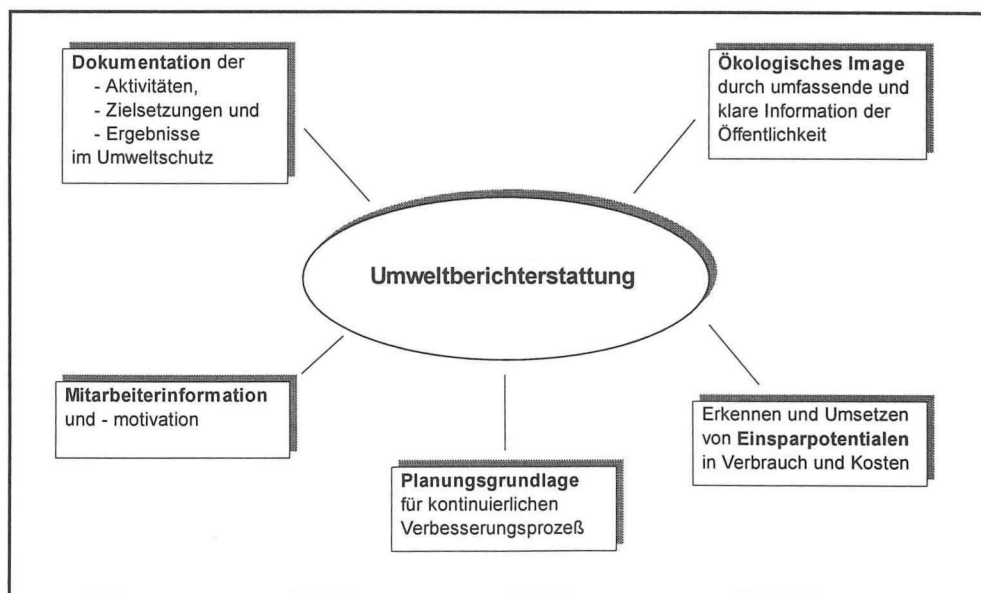 Dokumentation der
- Aktivitäten,
- Zielsetzungen und
- Ergebnisse
im Umweltschutz
Ökologisches Image
durch umfassende und
klare Information der
Öffentlichkeit
Umweltberichterstattung
Mitarbeiterinformation
und - motivation
Planungsgrundlage
für kontinuierlichen
Verbesserungsprozeß
Erkennen und Umsetzen
von Einsparpotentialen
in Verbrauch und Kosten